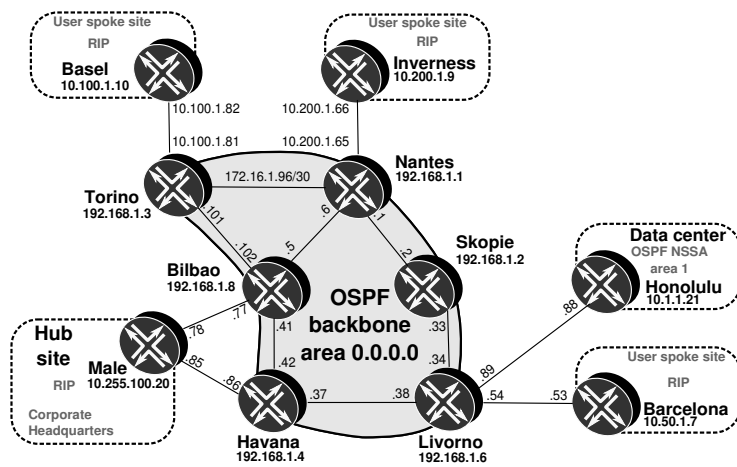 User spoke site
RIP
Basel
10.100.1.10
User spoke site
RIP
Inverness
10.200.1.9
10.100.1.82
10.200.1.66
10.100.1.81
10.200.1.65
172.16.1.96/30
Nantes
192.168.1.1
Torino
192.168.1.3
.101
.102
.6
.5
.1
.2
Skopie
192.168.1.2
Bilbao
192.168.1.8
OSPF
backbone
area 0.0.0.0
Data center
OSPF NSSA
area 1
Honolulu
10.1.1.21
.88
.89
.77
.78
.41
.42
.33
.34
Hub
site
RIP
Male
10.255.100.20
Corporate
Headquarters
.85
.86
.37
.38
.54
.53
User spoke site
RIP
Barcelona
10.50.1.7
Havana
192.168.1.4
Livorno
192.168.1.6